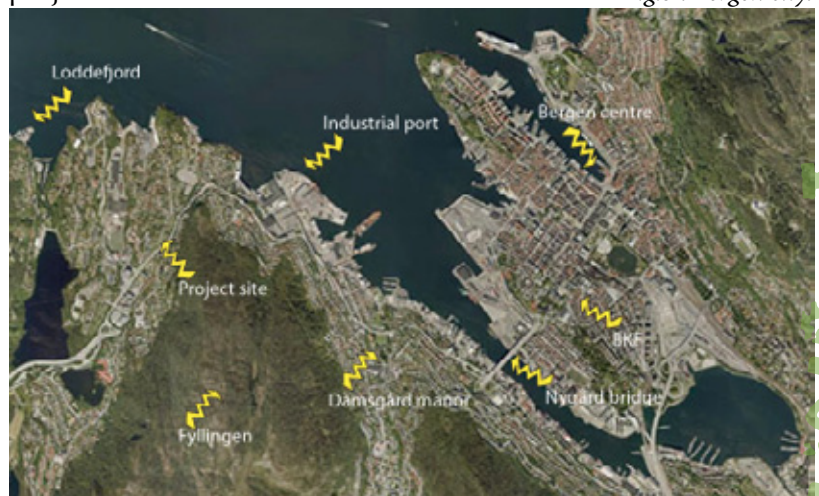 Loddefjord
Bergen centre
Industrial port
Project site
BKF
Damsgård manor
Nygård bridge
Fyllingen